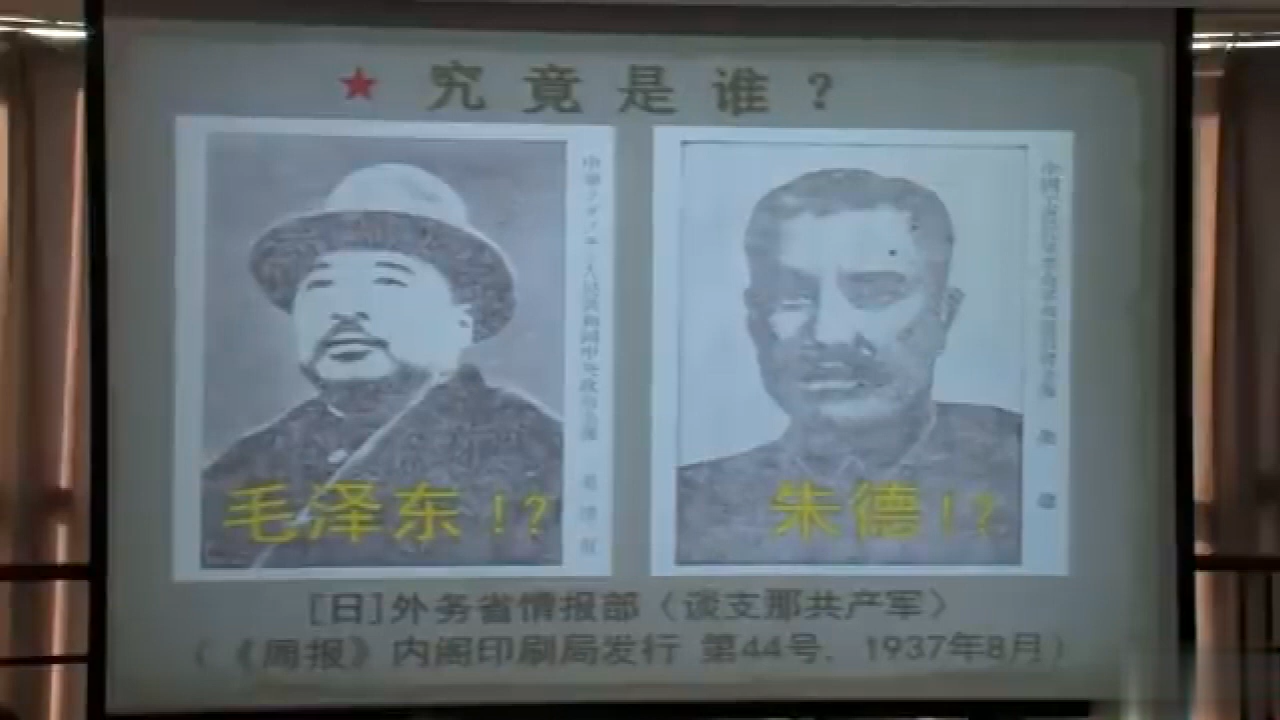 ★ 究竟是谁？
毛泽东！？
朱德！？
[日]外务省情报部〈谈支那共产军〉
(《周报》内阁印刷局发行 第44号，1937年8月)